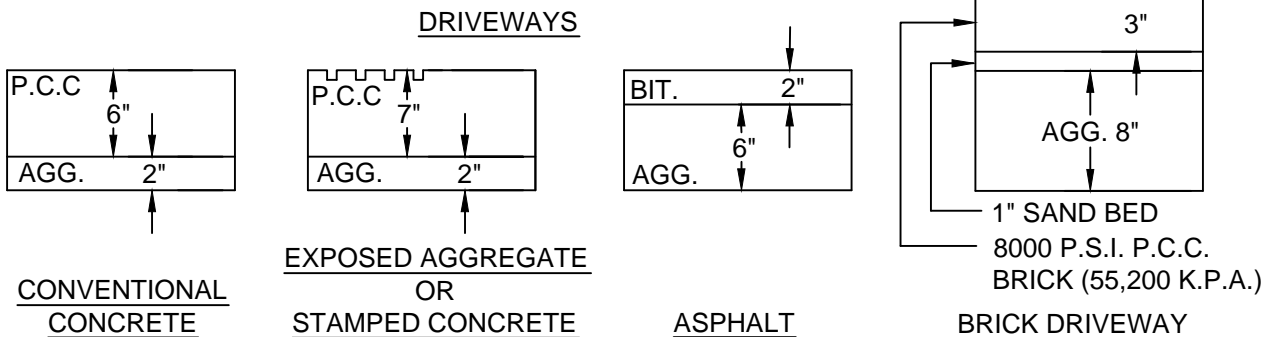 DRIVEWAYS
P.C.C
6"
AGG. 2"
CONVENTIONAL
CONCRETE
P.C.C
7"
AGG. 2"
EXPOSED AGGREGATE
OR
STAMPED CONCRETE
BIT. 2"
6"
AGG.
ASPHALT
3"
AGG. 8"
1" SAND BED
8000 P.S.I. P.C.C.
BRICK (55,200 K.P.A.)
BRICK DRIVEWAY